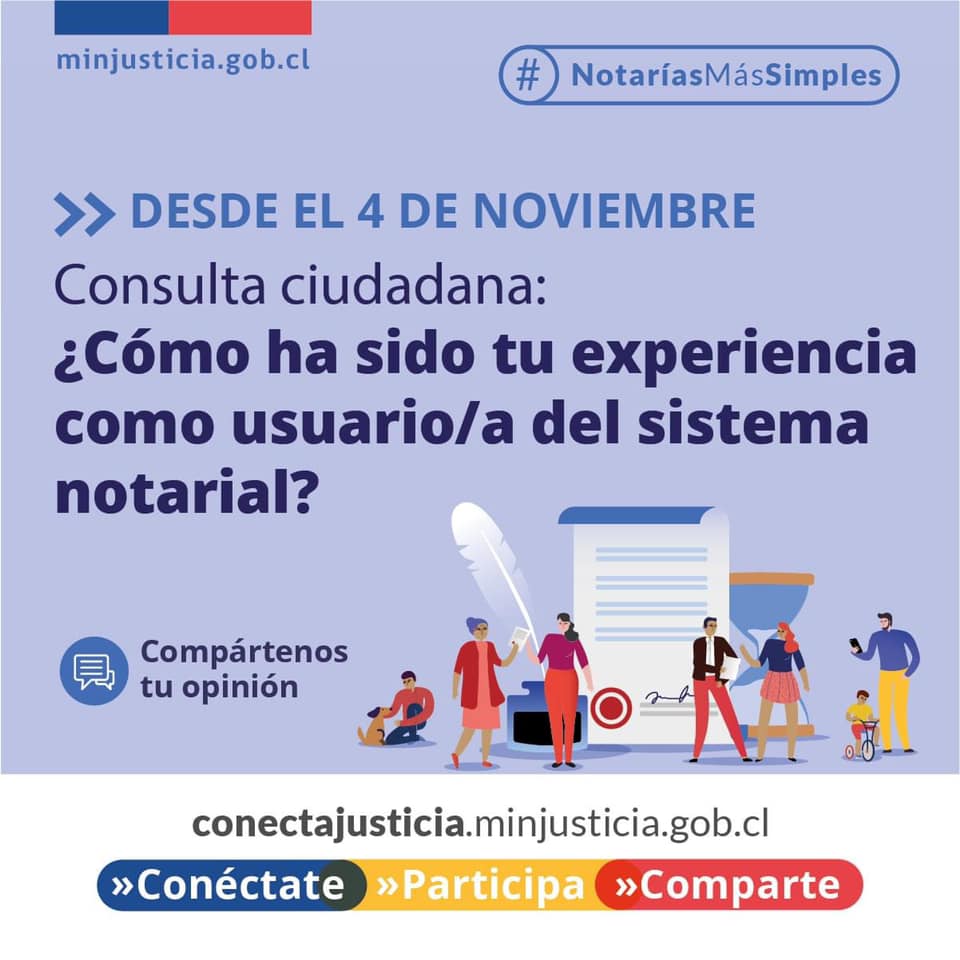 minjusticia.gob.cl
# NotaríasMásSimples
>> DESDE EL 4 DE NOVIEMBRE
Consulta ciudadana:
¿Cómo ha sido tu experiencia
como usuario/a del sistema
notarial?
Compártenos
tu opinión
conectajusticia.minjusticia.gob.cl
»Conéctate »Participa »Comparte